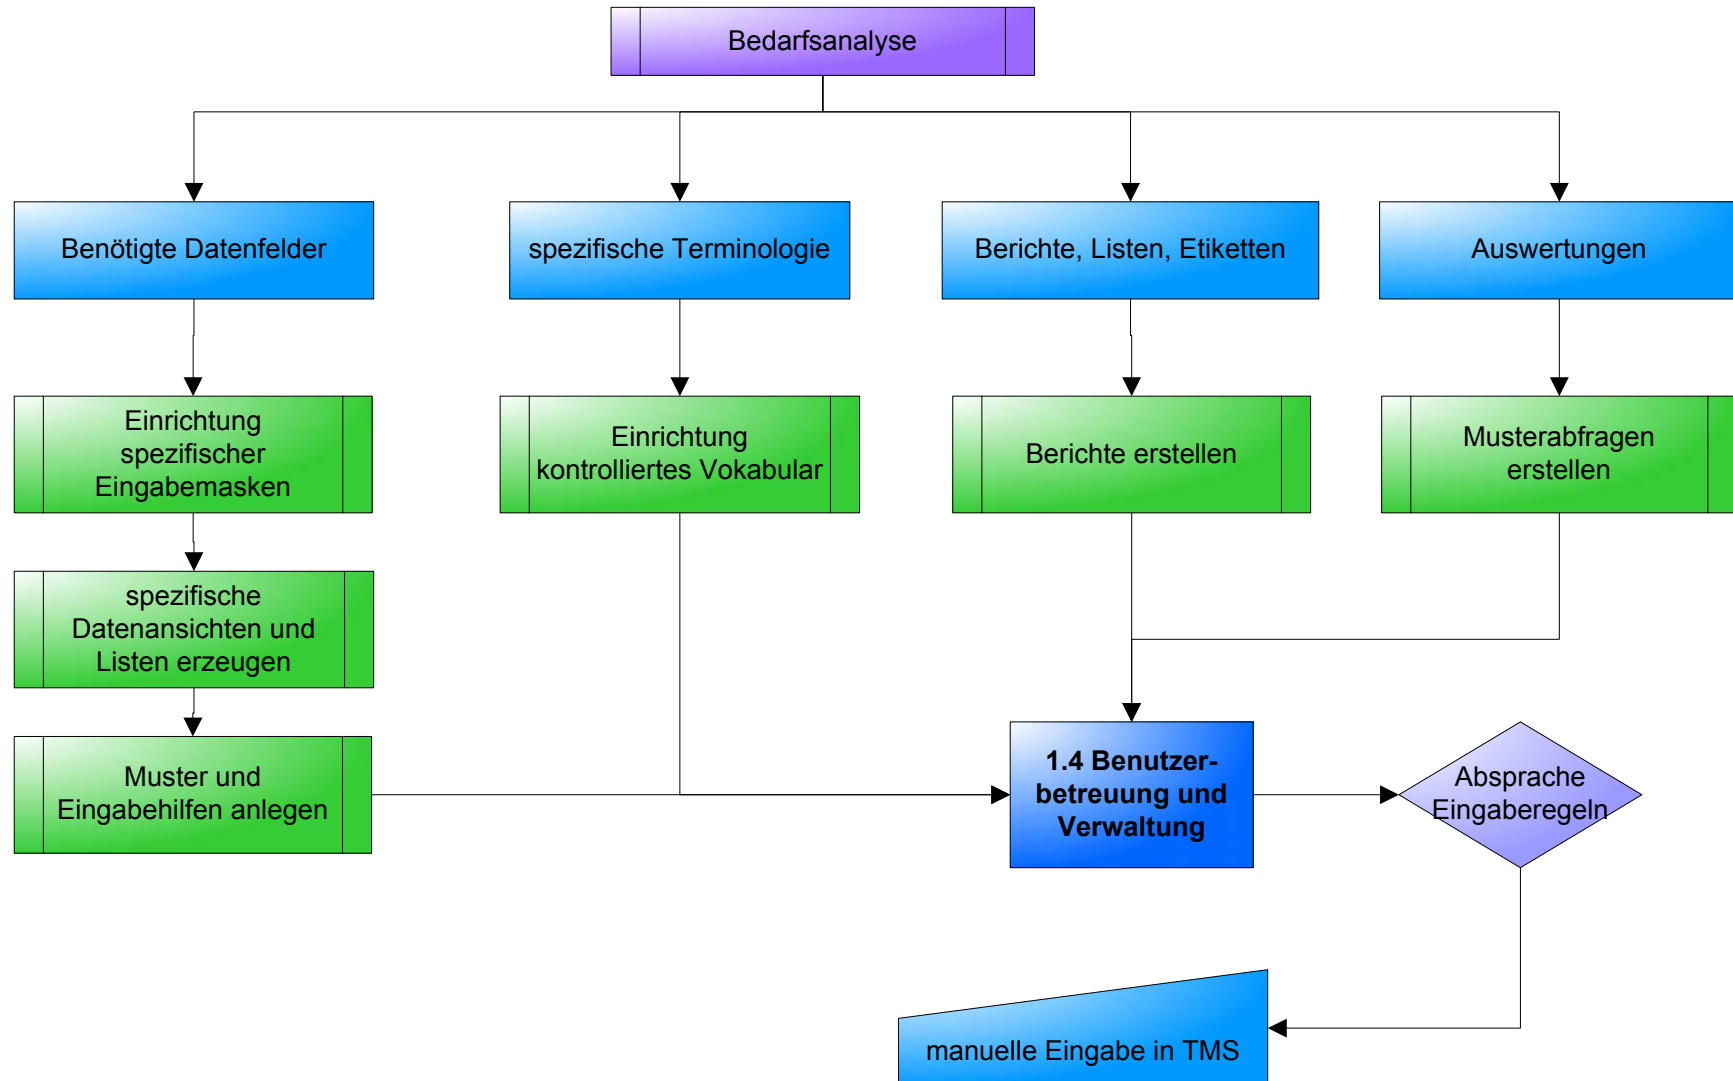 Bedarfsanalyse
Benötigte Datenfelder
spezifische Terminologie
Berichte, Listen, Etiketten
Auswertungen
Einrichtung
spezifischer
Eingabemasken
Einrichtung
kontrolliertes Vokabular
Berichte erstellen
Musterabfragen
erstellen
spezifische
Datenansichten und
Listen erzeugen
Muster und
Eingabehilfen anlegen
1.4 Benutzer-
betreuung und
Verwaltung
Absprache
Eingaberegeln
manuelle Eingabe in TMS